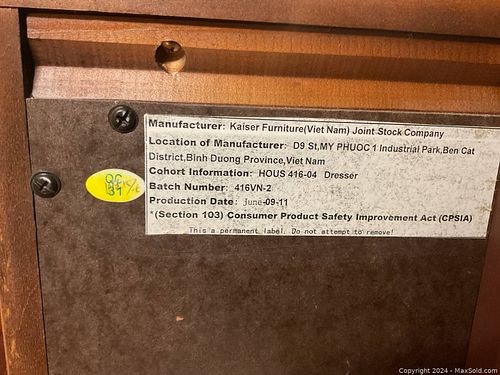 Manufacturer: Kaiser Furniture(Viet Nam) Joint Stock Company
Location of Manufacturer: D9 St,MY PHUOC 1 Industrial Park,Ben Cat
District,Binh Duong Province,Viet Nam
Cohort Information: HOUS 416-04 Dresser
Batch Number: 416VN-2
Production Date: june-09-11
*(Section 103) Consumer Product Safety Improvement Act (CPSIA)
This a permanent label. Do not attempt to remove!
QC
31
Copyright 2024 - MaxSold.com